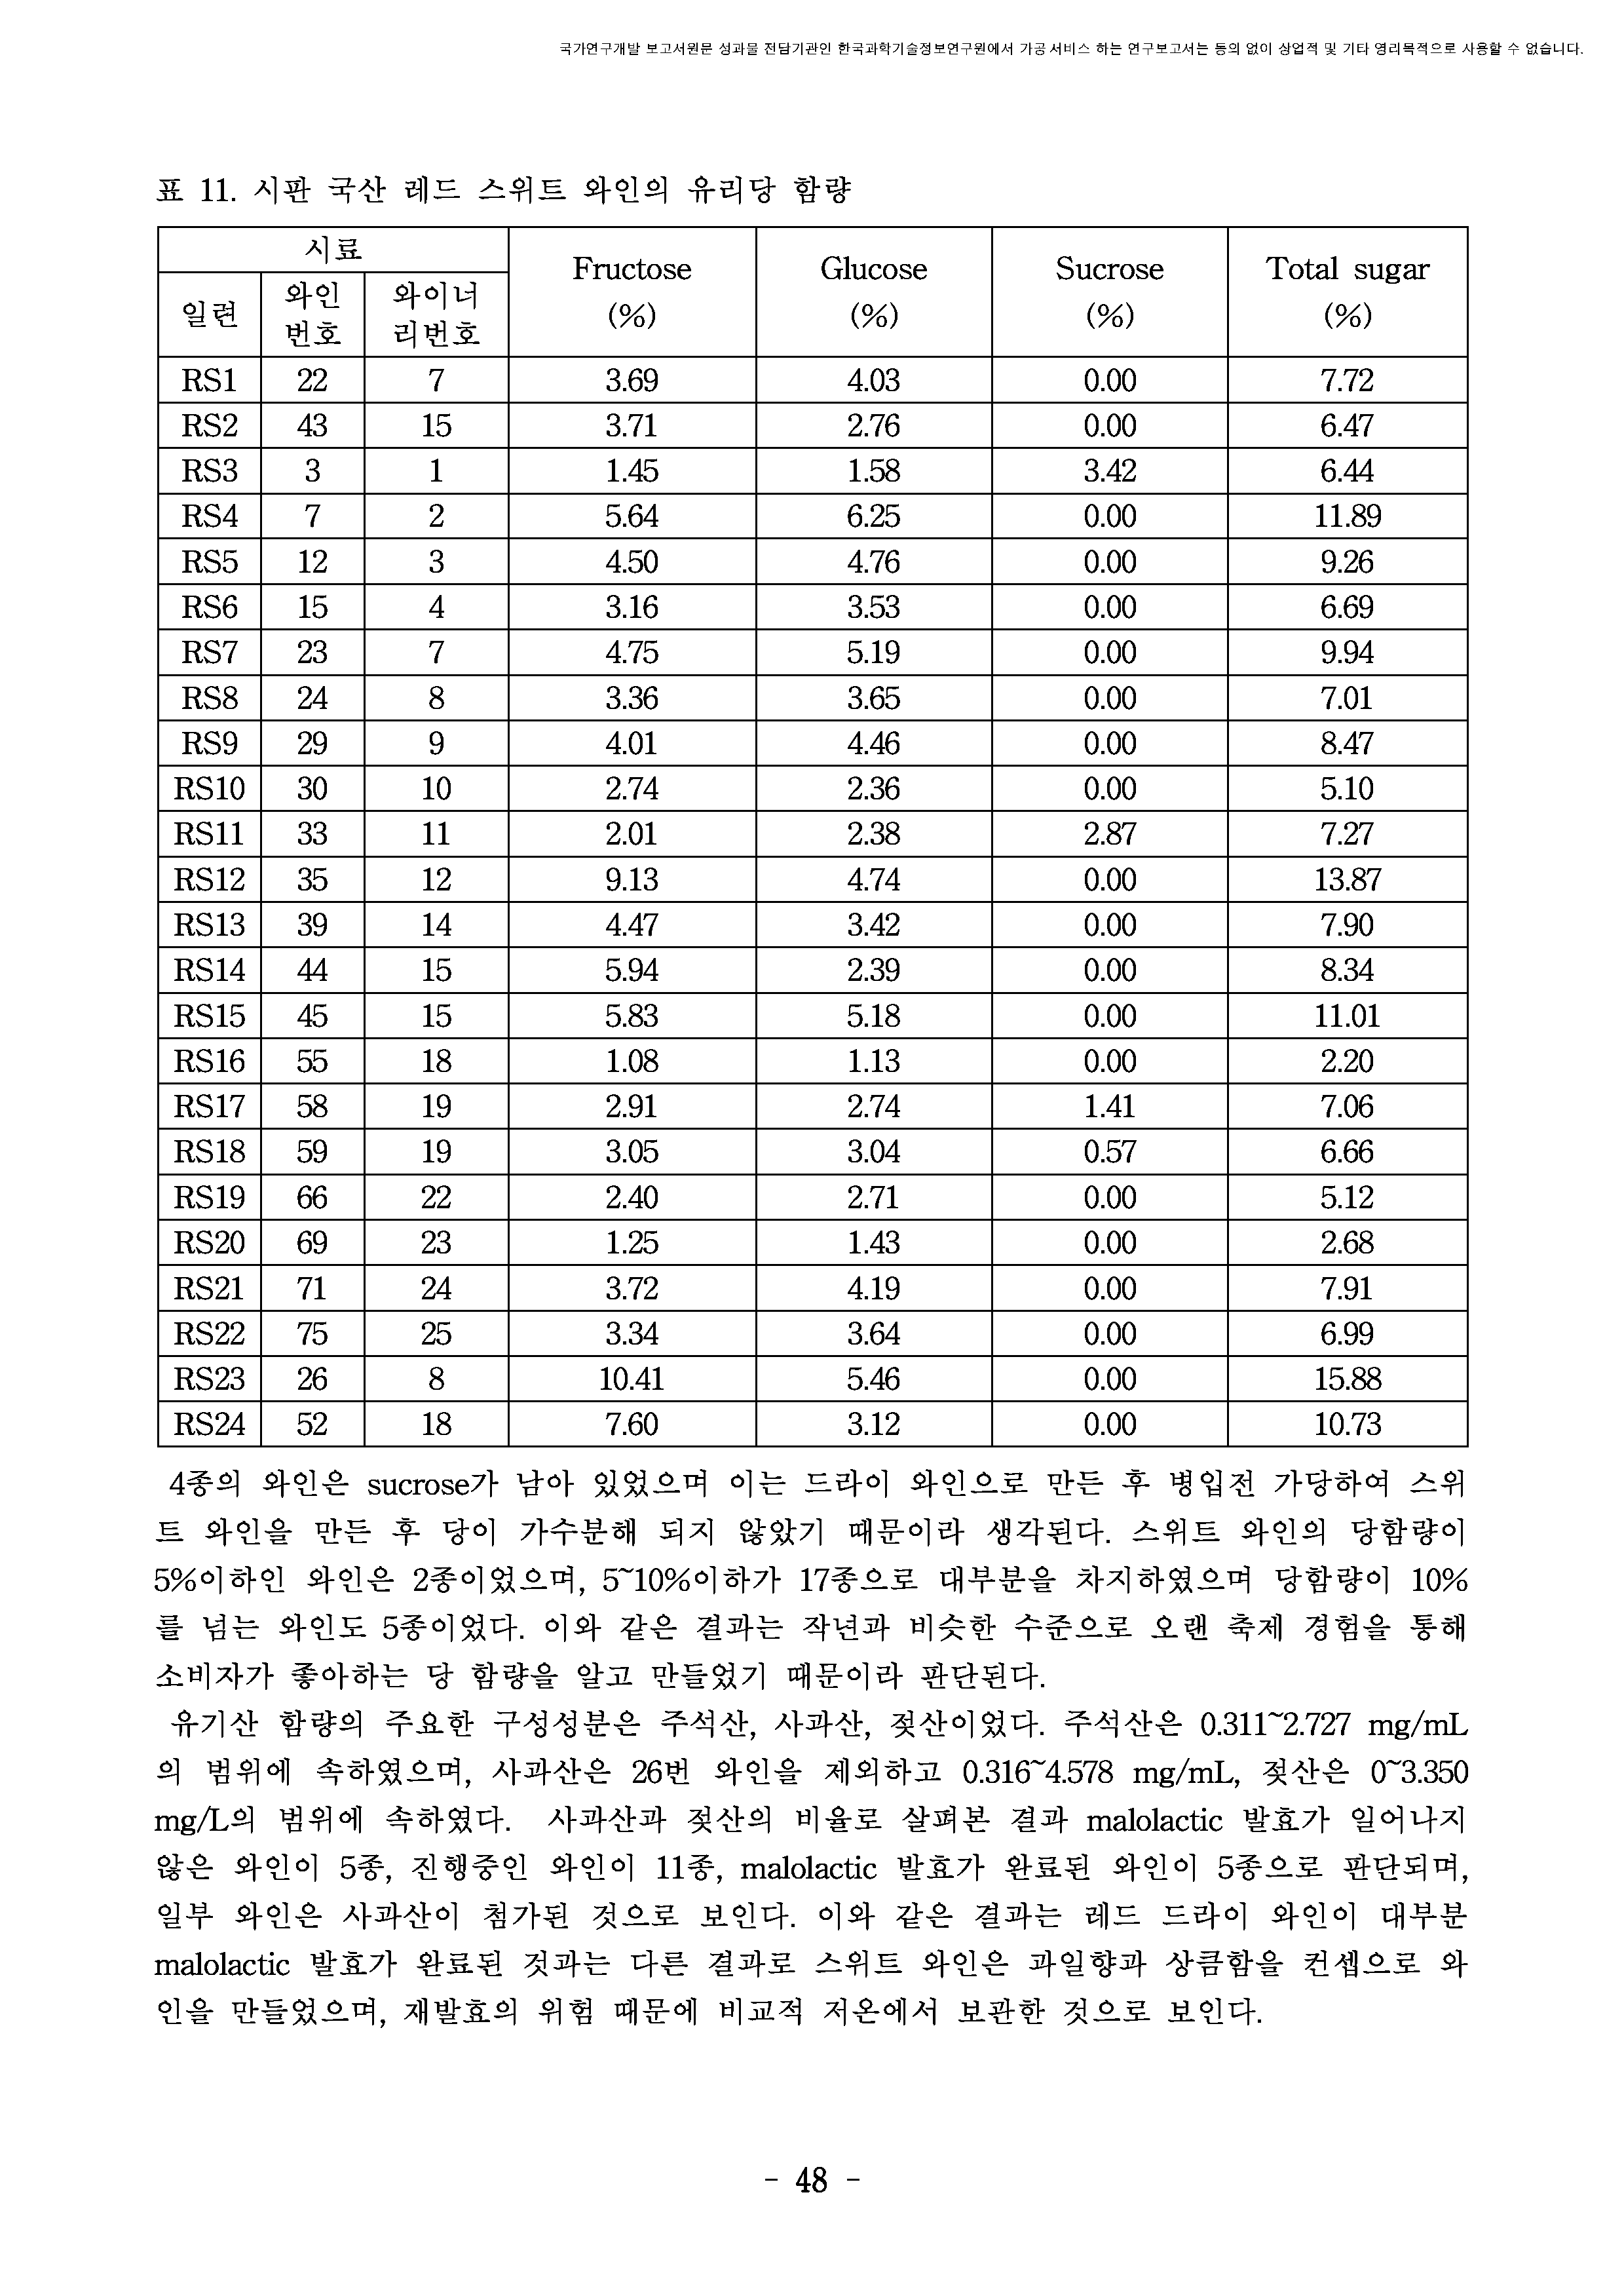 국가연구개발 보고서원문 성과물 전담기관인 한국과학기술정보연구원에서 가공·서비스 하는 연구보고서는 동의 없이 상업적 및 기타 영리목적으로 사용할 수 없습니다.
표 11. 시판 국산 레드 스위트 와인의 유리당 함량
시료 Fructose (%) Glucose (%) Sucrose (%) Total sugar (%)
일련 와인번호 와이너리번호
RS1 22 7 3.69 4.03 0.00 7.72
RS2 43 15 3.71 2.76 0.00 6.47
RS3 3 1 1.45 1.58 3.42 6.44
RS4 7 2 5.64 6.25 0.00 11.89
RS5 12 3 4.50 4.76 0.00 9.26
RS6 15 4 3.16 3.53 0.00 6.69
RS7 23 7 4.75 5.19 0.00 9.94
RS8 24 8 3.36 3.65 0.00 7.01
RS9 29 9 4.01 4.46 0.00 8.47
RS10 30 10 2.74 2.36 0.00 5.10
RS11 33 11 2.01 2.38 2.87 7.27
RS12 35 12 9.13 4.74 0.00 13.87
RS13 39 14 4.47 3.42 0.00 7.90
RS14 44 15 5.94 2.39 0.00 8.34
RS15 45 15 5.83 5.18 0.00 11.01
RS16 55 18 1.08 1.13 0.00 2.20
RS17 58 19 2.91 2.74 1.41 7.06
RS18 59 19 3.05 3.04 0.57 6.66
RS19 66 22 2.40 2.71 0.00 5.12
RS20 69 23 1.25 1.43 0.00 2.68
RS21 71 24 3.72 4.19 0.00 7.91
RS22 75 25 3.34 3.64 0.00 6.99
RS23 26 8 10.41 5.46 0.00 15.88
RS24 52 18 7.60 3.12 0.00 10.73
4종의 와인은 sucrose가 남아 있었으며 이는 드라이 와인으로 만든 후 병입전 가당하여 스위
트 와인을 만든 후 당이 가수분해 되지 않았기 때문이라 생각된다. 스위트 와인의 당함량이
5%이하인 와인은 2종이었으며, 5~10%이하가 17종으로 대부분을 차지하였으며 당함량이 10%
를 넘는 와인도 5종이었다. 이와 같은 결과는 작년과 비슷한 수준으로 오랜 축제 경험을 통해
소비자가 좋아하는 당 함량을 알고 만들었기 때문이라 판단된다.
유기산 함량의 주요한 구성성분은 주석산, 사과산, 젖산이었다. 주석산은 0.311~2.727 mg/mL
의 범위에 속하였으며, 사과산은 26번 와인을 제외하고 0.316~4.578 mg/mL, 젖산은 0~3.350
mg/L의 범위에 속하였다. 사과산과 젖산의 비율로 살펴본 결과 malolactic 발효가 일어나지
않은 와인이 5종, 진행중인 와인이 11종, malolactic 발효가 완료된 와인이 5종으로 판단되며,
일부 와인은 사과산이 첨가된 것으로 보인다. 이와 같은 결과는 레드 드라이 와인이 대부분
malolactic 발효가 완료된 것과는 다른 결과로 스위트 와인은 과일향과 상큼함을 컨셉으로 와
인을 만들었으며, 재발효의 위험 때문에 비교적 저온에서 보관한 것으로 보인다.
- 48 -